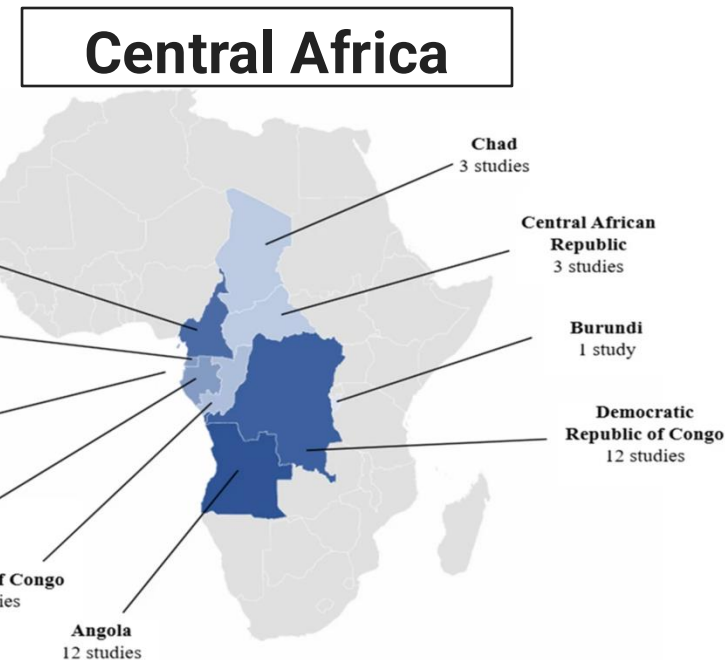 Central Africa
Chad
3 studies
Central African
Republic
3 studies
Burundi
1 study
Democratic
Republic of Congo
12 studies
f Congo
ies
Angola
12 studies